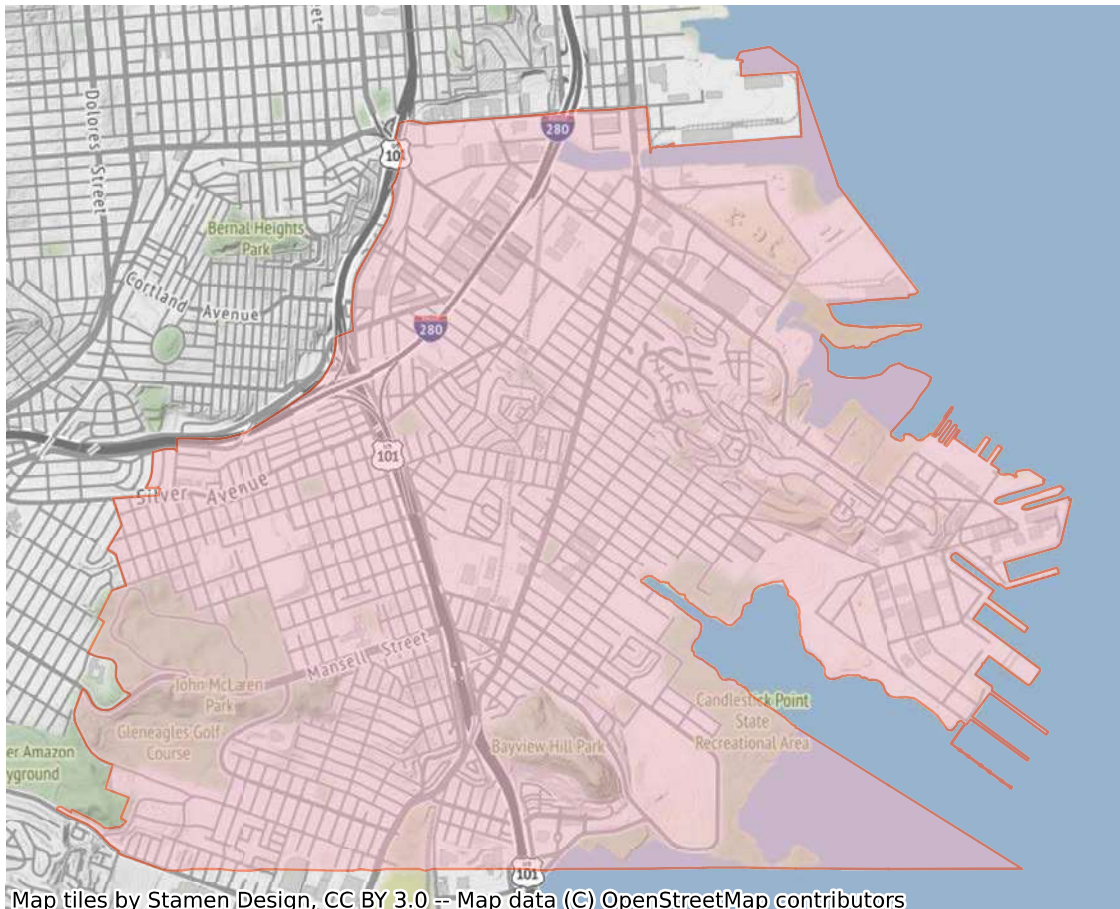 Dolores Street
280
101
Bernal Heights
Park
Cortland Avenue
280
101
Silver Avenue
Mansell Street
John McLaren
Park
Candlestick Point
State
Recreational Area
Gleneagles Golf
Course
Bayview Hill Park
er Amazon
yground
101
Map tiles by Stamen Design, CC BY 3.0 -- Map data (C) OpenStreetMap contributors